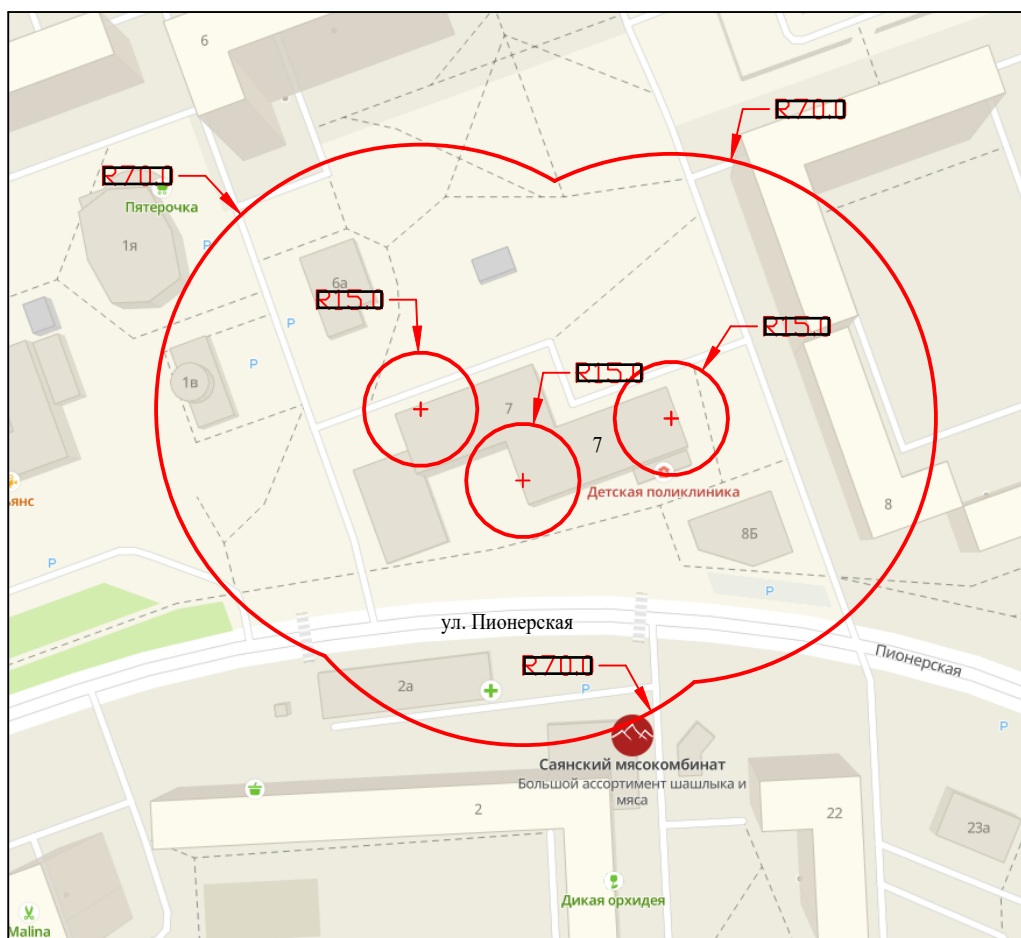 6
R70.0
R70.0
Пятерочка
1я
P
6а
R15.0
P
R15.0
P
1в
R15.0
7
7
Детская поликлиника
8Б
8
ьянс
P
P
ул. Пионерская
Пионерская
R70.0
2а
P
P
Саянский мясокомбинат
Большой ассортимент шашлыка и
мяса
2
22
23а
Дикая орхидея
Malina